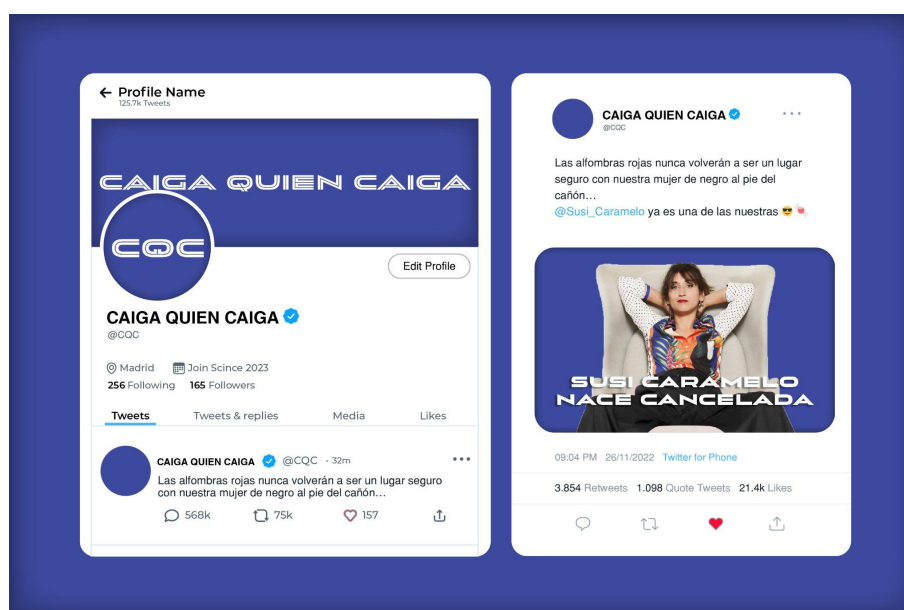 Profile Name
125.7k Tweets
CAIGA QUIEN CAIGA
CQC
Edit Profile
CAIGA QUIEN CAIGA
@CQC
Madrid Join Scince 2023
256 Following 165 Followers
Tweets Tweets & replies Media Likes
CAIGA QUIEN CAIGA @CQC · 32m
Las alfombras rojas nunca volverán a ser un lugar seguro
con nuestra mujer de negro al pie del cañón...
568k 75k 157
CAIGA QUIEN CAIGA
@CQC
Las alfombras rojas nunca volverán a ser un lugar
seguro con nuestra mujer de negro al pie del
cañón...
@Susi_Caramelo ya es una de las nuestras 😎 🍬
SUSI CARAMELO
NACE CANCELADA
09:04 PM 26/11/2022 Twitter for Phone
3.854 Retweets 1.098 Quote Tweets 21.4k Likes